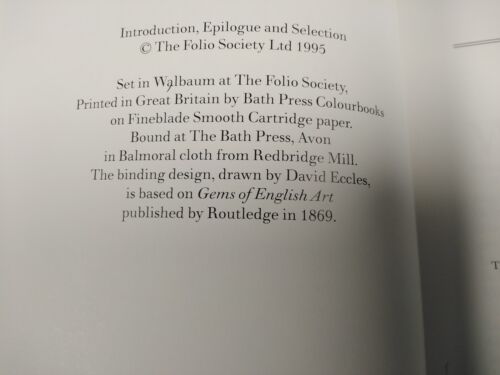 Introduction, Epilogue and Selection
© The Folio Society Ltd 1995
Set in Walbaum at The Folio Society,
Printed in Great Britain by Bath Press Colourbooks
on Fineblade Smooth Cartridge paper.
Bound at The Bath Press, Avon
in Balmoral cloth from Redbridge Mill.
The binding design, drawn by David Eccles,
is based on Gems of English Art
published by Routledge in 1869.
T